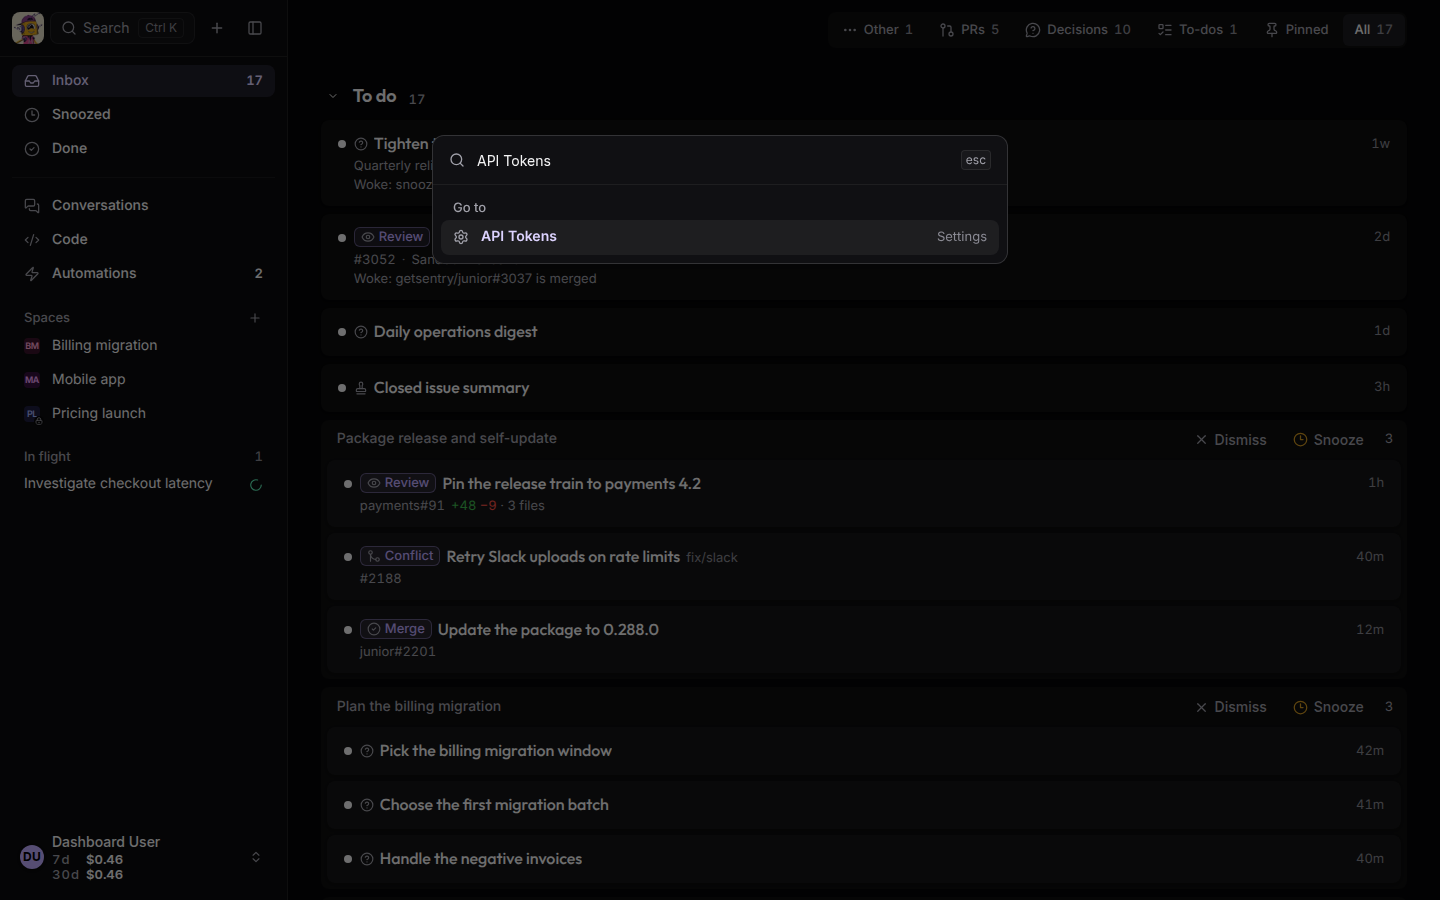 Search Ctrl K
Inbox 17
Snoozed
Done
Conversations
Code
Automations 2
Spaces
BM Billing migration
MA Mobile app
PL Pricing launch
In flight 1
Investigate checkout latency
DU Dashboard User
7d $0.46
30d $0.46
Other 1 PRs 5 Decisions 10 To-dos 1 Pinned All 17
To do 17
Tighten 1w
Quarterly
Woke:
API Tokens esc
Go to
API Tokens Settings
Review 2d
#3052 ·
Woke: getsentry/junior#3037 is merged
Daily operations digest 1d
Closed issue summary 3h
Package release and self-update Dismiss Snooze 3
Review Pin the release train to payments 4.2 1h
payments#91 +48 −9 · 3 files
Conflict Retry Slack uploads on rate limits fix/slack 40m
#2188
Merge Update the package to 0.288.0 12m
junior#2201
Plan the billing migration Dismiss Snooze 3
Pick the billing migration window 42m
Choose the first migration batch 41m
Handle the negative invoices 40m